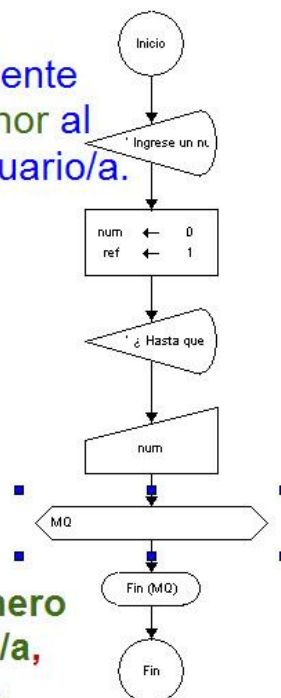 Inicio
ente
nor al
' Ingrese un nu
uario/a.
num ← 0
ref ← 1
' ¿ Hasta que
num
MQ
Fin (MQ)
nero
/a,
Fin